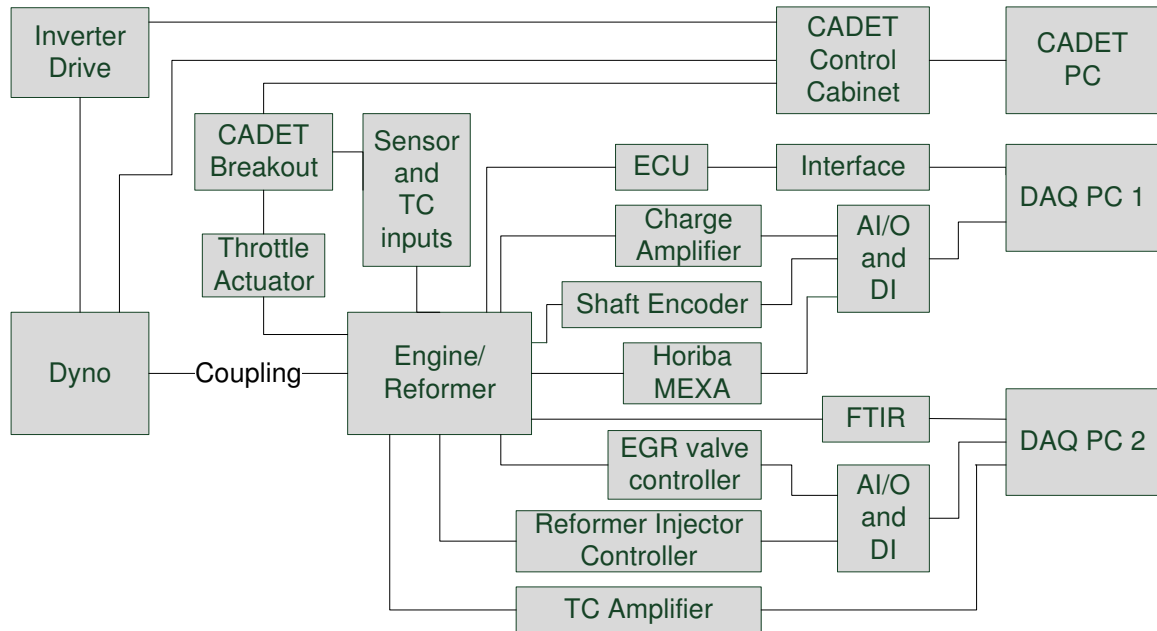 Inverter
Drive
CADET
Control
Cabinet
CADET
PC
CADET
Breakout
Sensor
and
TC
inputs
ECU
Interface
DAQ PC 1
Charge
Amplifier
AI/O
and
DI
Throttle
Actuator
Shaft Encoder
Dyno
Coupling
Engine/
Reformer
Horiba
MEXA
FTIR
DAQ PC 2
EGR valve
controller
AI/O
and
DI
Reformer Injector
Controller
TC Amplifier